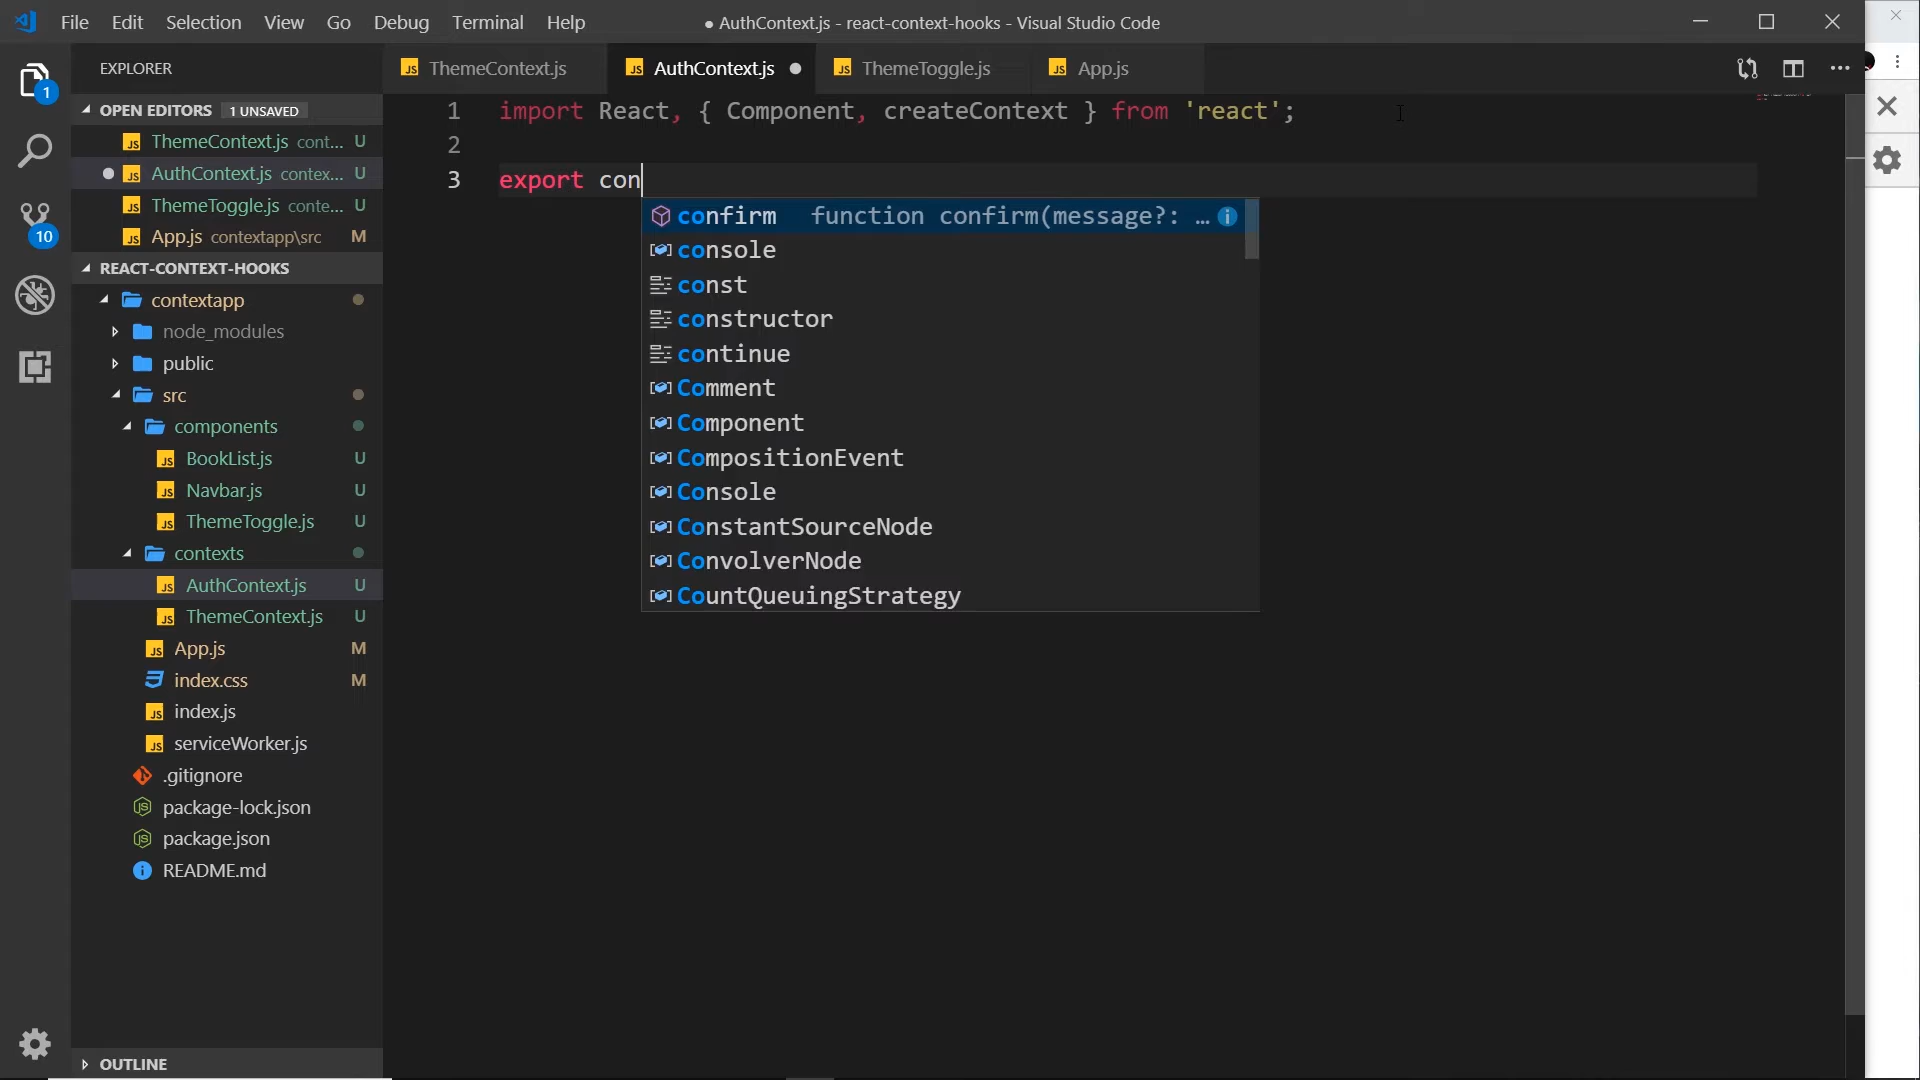 File Edit Selection View Go Debug Terminal Help
● AuthContext.js - react-context-hooks - Visual Studio Code
EXPLORER
ThemeContext.js
AuthContext.js ●
ThemeToggle.js
App.js
1
10
OPEN EDITORS 1 UNSAVED
ThemeContext.js cont... U
● AuthContext.js contex... U
ThemeToggle.js conte... U
App.js contextapp\src M
REACT-CONTEXT-HOOKS
contextapp
node_modules
public
src
components
BookList.js U
Navbar.js U
ThemeToggle.js U
contexts
AuthContext.js U
ThemeContext.js U
App.js M
index.css M
index.js
serviceWorker.js
.gitignore
package-lock.json
package.json
README.md
OUTLINE
1 import React, { Component, createContext } from 'react';
2
3 export con
confirm function confirm(message?: …
console
const
constructor
continue
Comment
Component
CompositionEvent
Console
ConstantSourceNode
ConvolverNode
CountQueuingStrategy